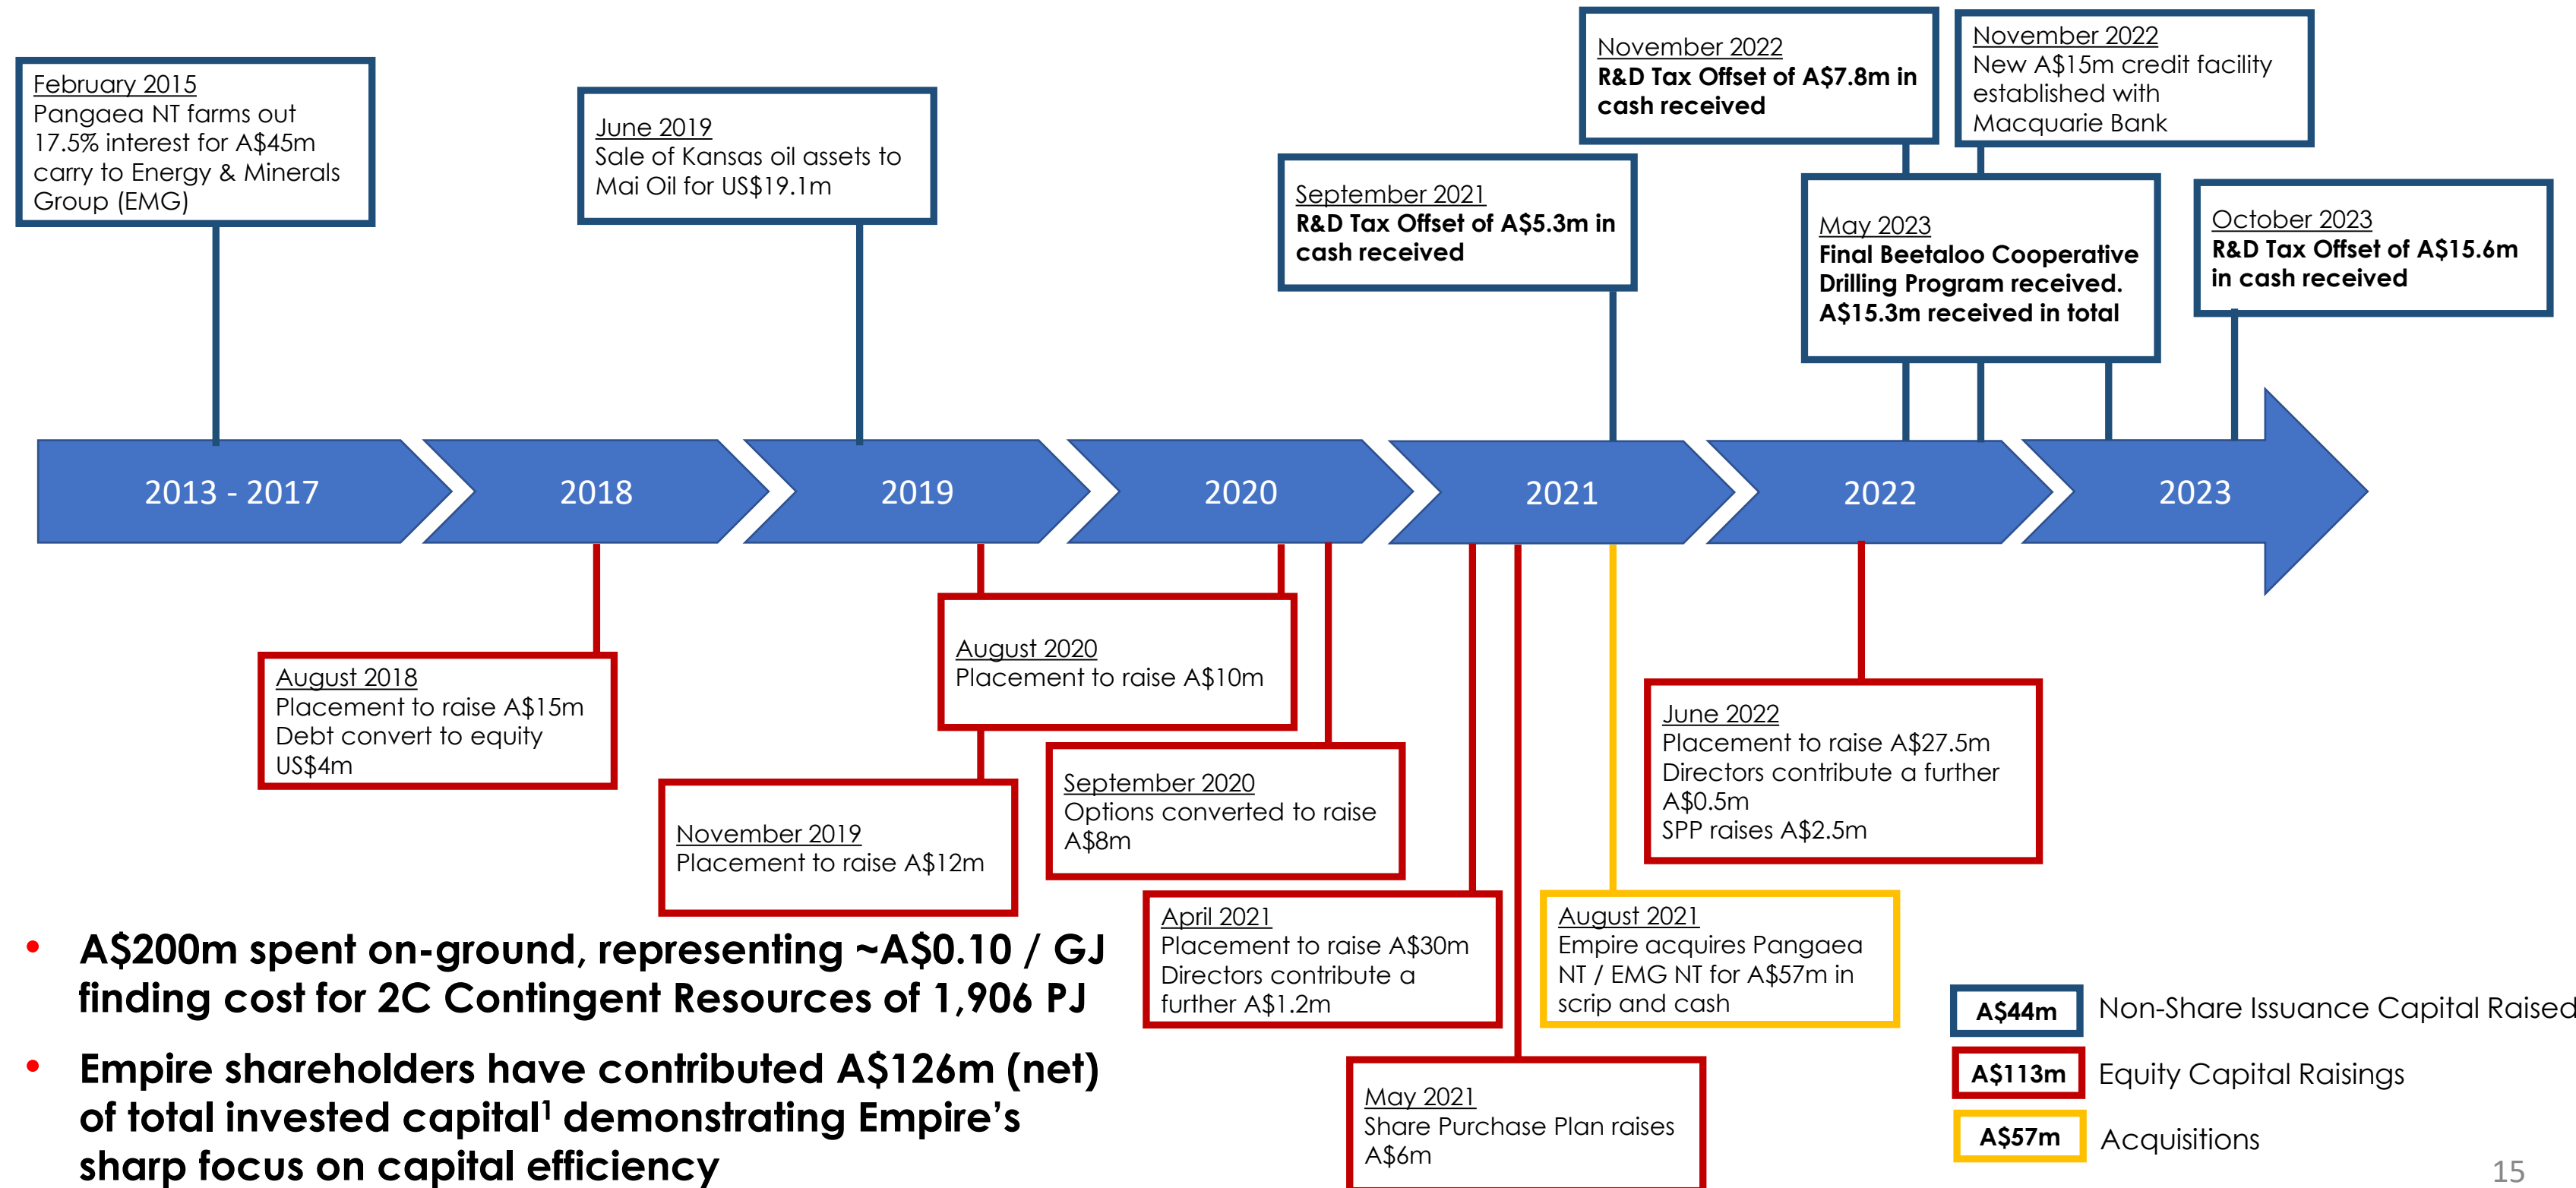 February 2015
Pangaea NT farms out
17.5% interest for A$45m
carry to Energy & Minerals
Group (EMG)
June 2019
Sale of Kansas oil assets to
Mai Oil for US$19.1m
September 2021
R&D Tax Offset of A$5.3m in
cash received
November 2022
R&D Tax Offset of A$7.8m in
cash received
November 2022
New A$15m credit facility
established with
Macquarie Bank
May 2023
Final Beetaloo Cooperative
Drilling Program received.
A$15.3m received in total
October 2023
R&D Tax Offset of A$15.6m
in cash received
2013 - 2017
2018
2019
2020
2021
2022
2023
August 2018
Placement to raise A$15m
Debt convert to equity
US$4m
November 2019
Placement to raise A$12m
August 2020
Placement to raise A$10m
September 2020
Options converted to raise
A$8m
April 2021
Placement to raise A$30m
Directors contribute a
further A$1.2m
May 2021
Share Purchase Plan raises
A$6m
August 2021
Empire acquires Pangaea
NT / EMG NT for A$57m in
scrip and cash
June 2022
Placement to raise A$27.5m
Directors contribute a further
A$0.5m
SPP raises A$2.5m
• A$200m spent on-ground, representing ~A$0.10 / GJ
finding cost for 2C Contingent Resources of 1,906 PJ
• Empire shareholders have contributed A$126m (net)
of total invested capital¹ demonstrating Empire’s
sharp focus on capital efficiency
A$44m Non-Share Issuance Capital Raised
A$113m Equity Capital Raisings
A$57m Acquisitions
15